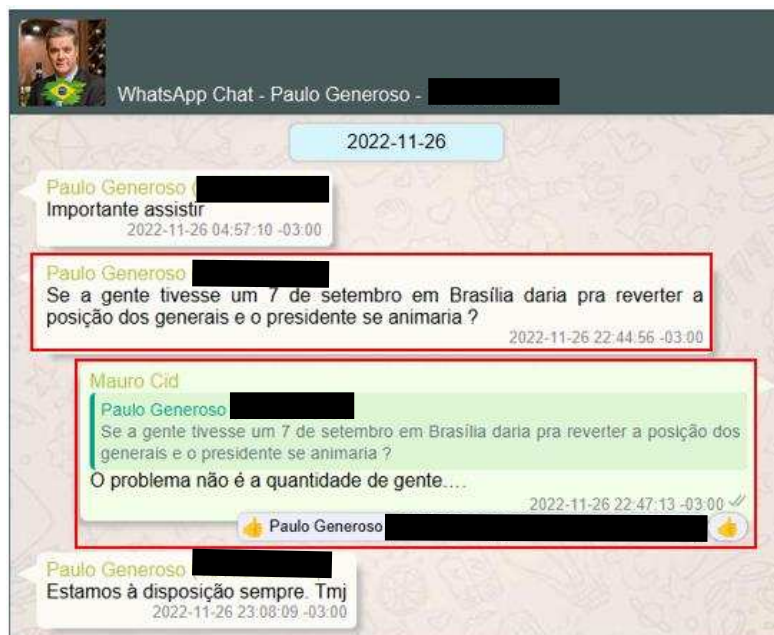 WhatsApp Chat - Paulo Generoso -
2022-11-26
Paulo Generoso (
Importante assistir
2022-11-26 04:57:10 -03:00
Paulo Generoso
Se a gente tivesse um 7 de setembro em Brasília daria pra reverter a
posição dos generais e o presidente se animaria ?
2022-11-26 22:44:56 -03:00
Mauro Cid
Paulo Generoso
Se a gente tivesse um 7 de setembro em Brasília daria pra reverter a posição dos
generais e o presidente se animaria ?
O problema não é a quantidade de gente....
2022-11-26 22:47:13 -03:00
👍 Paulo Generoso 👍
Paulo Generoso (
Estamos à disposição sempre. Tmj
2022-11-26 23:08:09 -03:00